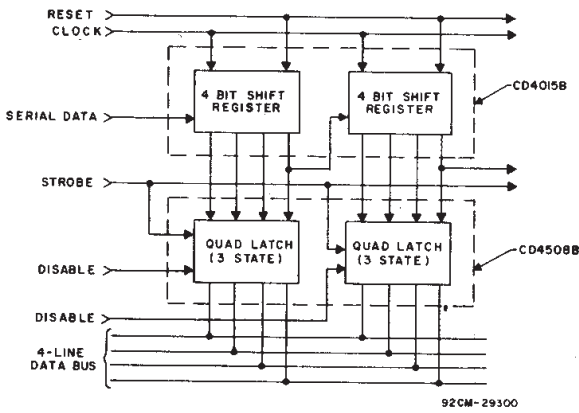 RESET
CLOCK
4 BIT SHIFT
REGISTER
4 BIT SHIFT
REGISTER
CD4015B
SERIAL DATA
STROBE
QUAD LATCH
(3 STATE)
QUAD LATCH
(3 STATE)
CD4508B
DISABLE
DISABLE
4-LINE
DATA BUS
92CM-29300